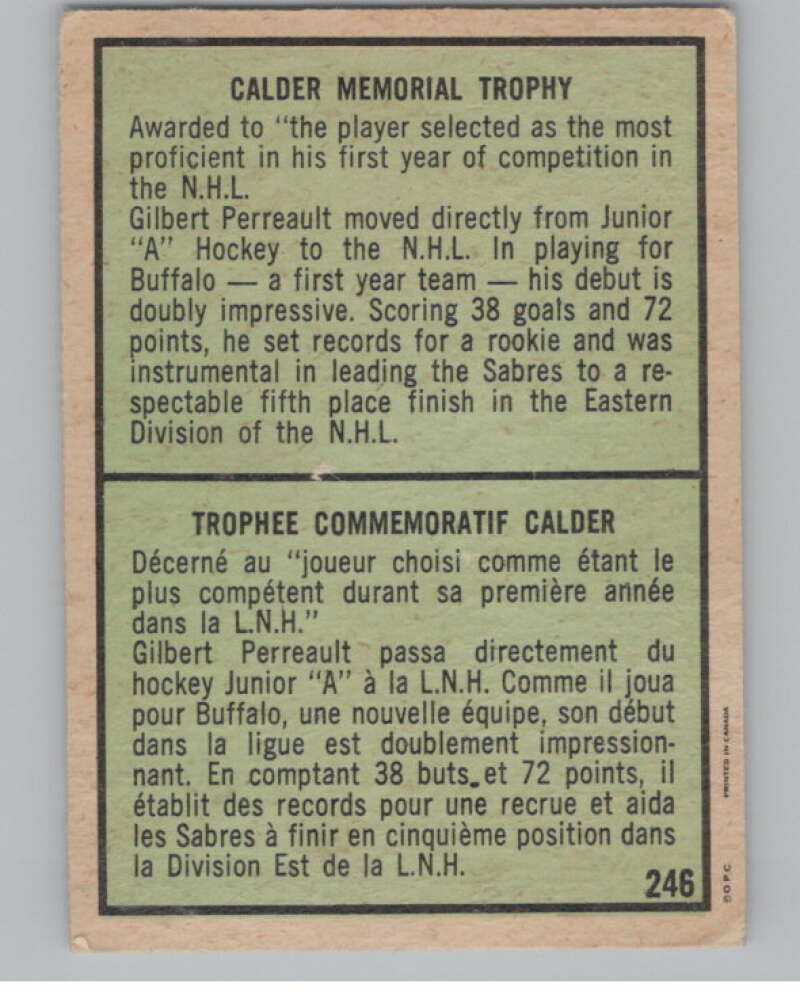 CALDER MEMORIAL TROPHY
Awarded to "the player selected as the most
proficient in his first year of competition in
the N.H.L.
Gilbert Perreault moved directly from Junior
"A" Hockey to the N.H.L. In playing for
Buffalo — a first year team — his debut is
doubly impressive. Scoring 38 goals and 72
points, he set records for a rookie and was
instrumental in leading the Sabres to a re-
spectable fifth place finish in the Eastern
Division of the N.H.L.
TROPHEE COMMEMORATIF CALDER
Décerné au "joueur choisi comme étant le
plus compétent durant sa première année
dans la L.N.H."
Gilbert Perreault passa directement du
hockey Junior "A" à la L.N.H. Comme il joua
pour Buffalo, une nouvelle équipe, son début
dans la ligue est doublement impression-
nant. En comptant 38 buts et 72 points, il
établit des records pour une recrue et aida
les Sabres à finir en cinquième position dans
la Division Est de la L.N.H.
246
© O.P.C. PRINTED IN CANADA